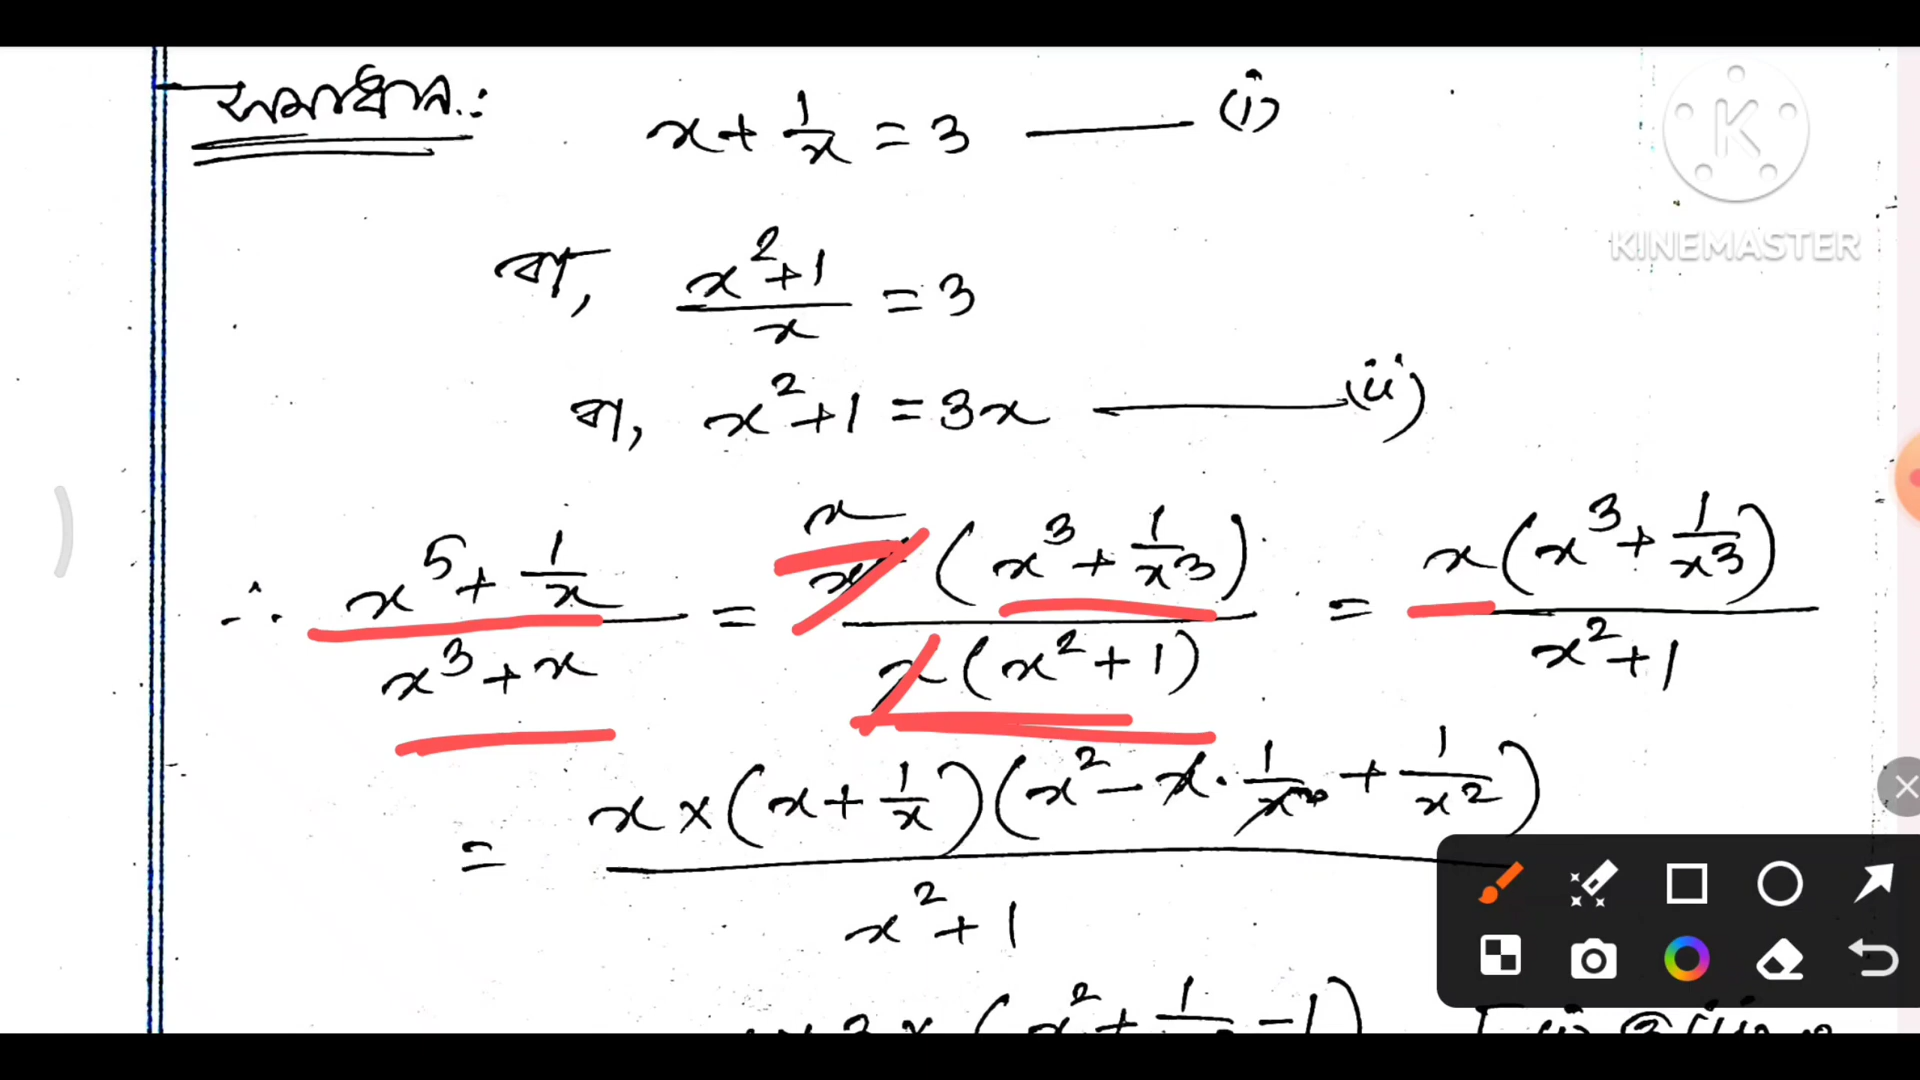 সমাধান: x + 1/x = 3 —— (i)
বা, (x² + 1)/x = 3
বা, x² + 1 = 3x —— (ii)
∴ (x⁵ + 1/x)/(x³ + x) = x (x³ + 1/x³)/x (x² + 1) = x (x³ + 1/x³)/(x² + 1)
= x × (x + 1/x)(x² - x · 1/x + 1/x²)/(x² + 1)
KINEMASTER